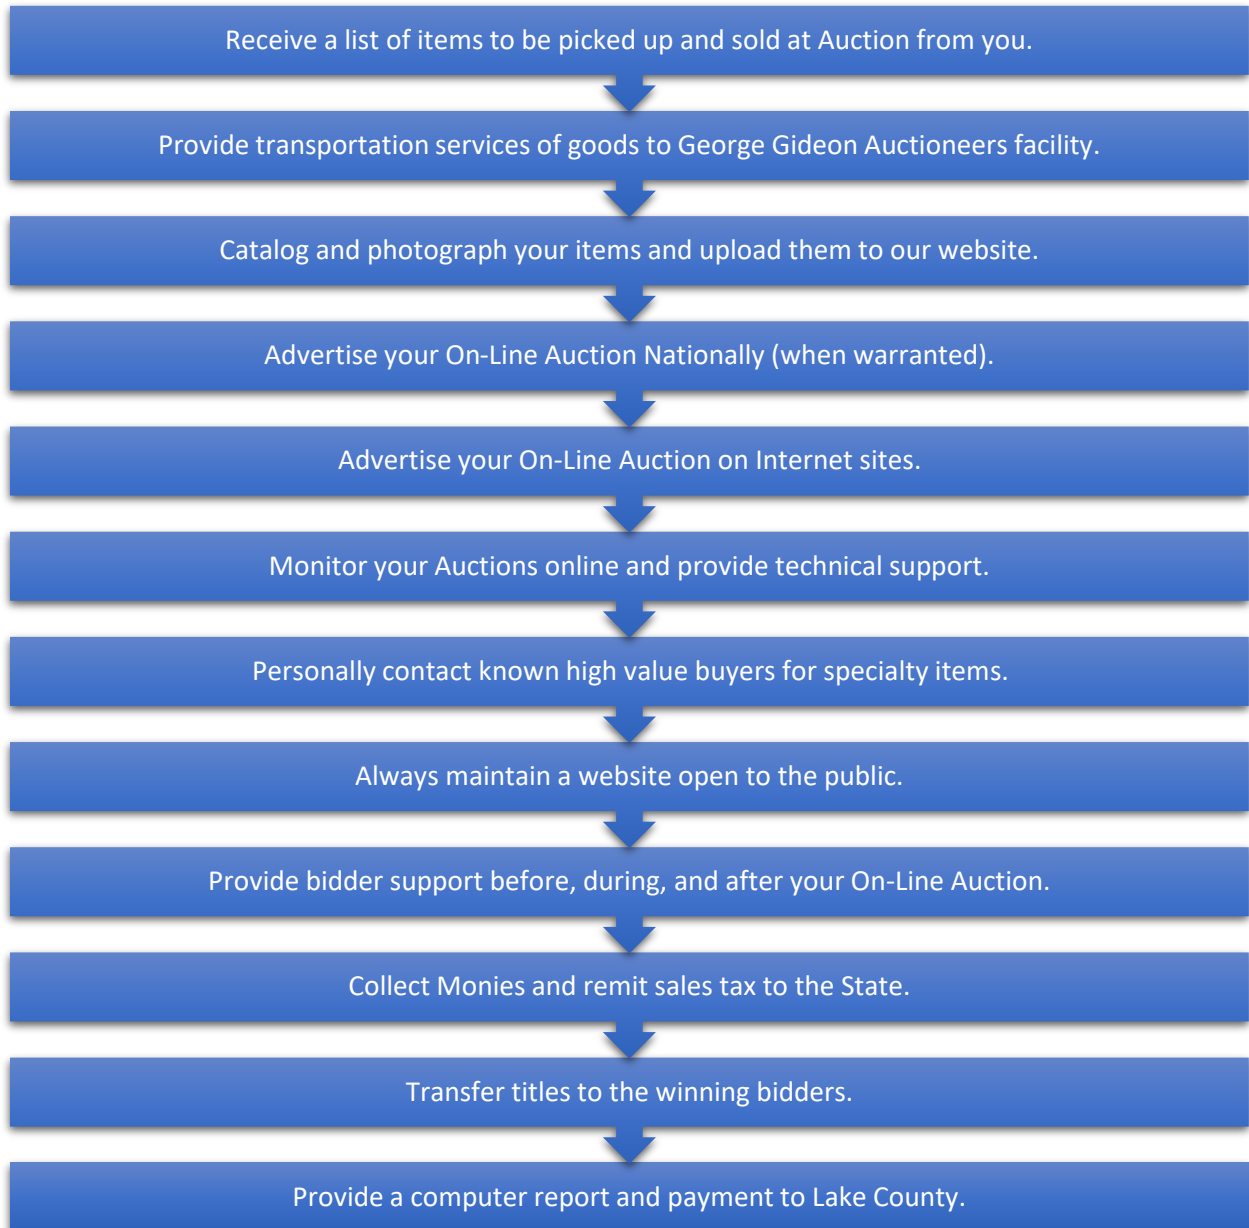 Receive a list of items to be picked up and sold at Auction from you.
Provide transportation services of goods to George Gideon Auctioneers facility.
Catalog and photograph your items and upload them to our website.
Advertise your On-Line Auction Nationally (when warranted).
Advertise your On-Line Auction on Internet sites.
Monitor your Auctions online and provide technical support.
Personally contact known high value buyers for specialty items.
Always maintain a website open to the public.
Provide bidder support before, during, and after your On-Line Auction.
Collect Monies and remit sales tax to the State.
Transfer titles to the winning bidders.
Provide a computer report and payment to Lake County.